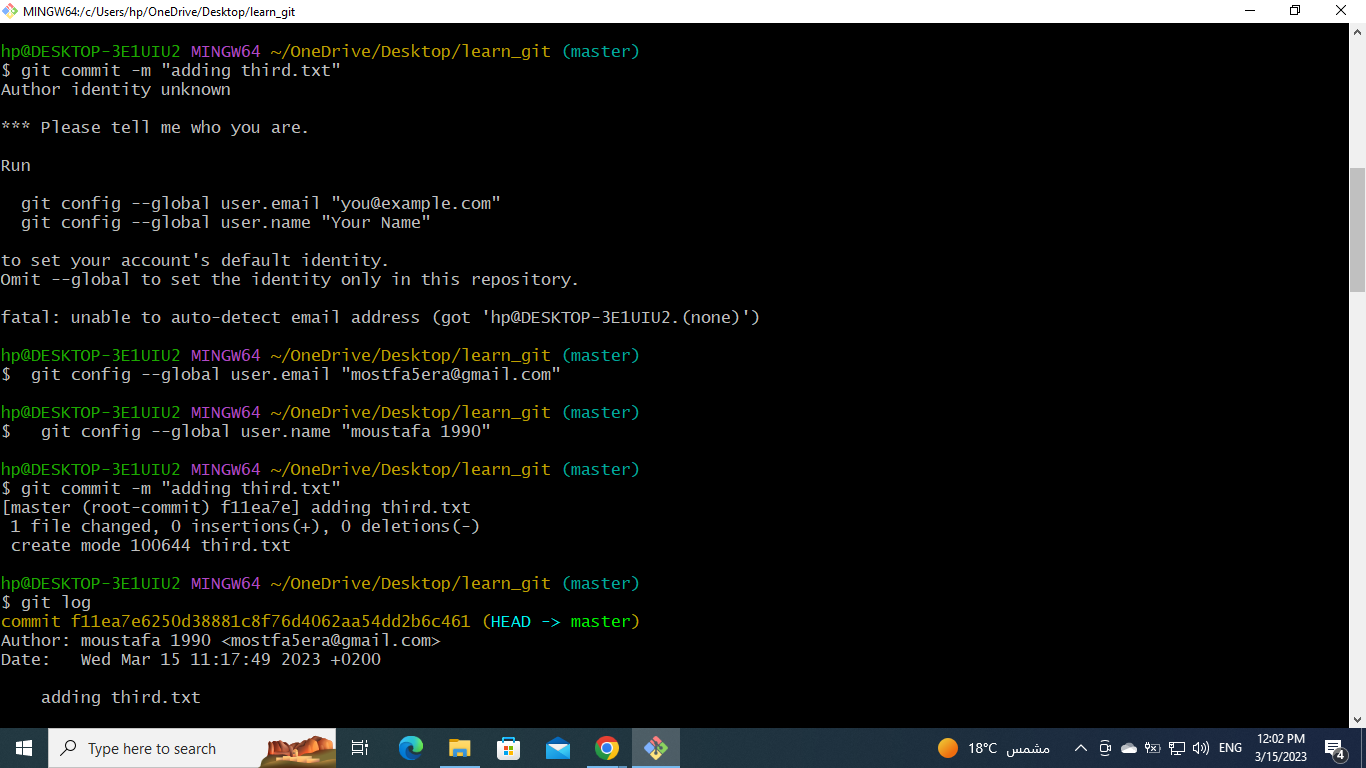 MINGW64:/c/Users/hp/OneDrive/Desktop/learn_git
hp@DESKTOP-3E1UIU2 MINGW64 ~/OneDrive/Desktop/learn_git (master)
$ git commit -m "adding third.txt"
Author identity unknown
*** Please tell me who you are.
Run
  git config --global user.email "you@example.com"
  git config --global user.name "Your Name"
to set your account's default identity.
Omit --global to set the identity only in this repository.
fatal: unable to auto-detect email address (got 'hp@DESKTOP-3E1UIU2.(none)')
hp@DESKTOP-3E1UIU2 MINGW64 ~/OneDrive/Desktop/learn_git (master)
$  git config --global user.email "mostfa5era@gmail.com"
hp@DESKTOP-3E1UIU2 MINGW64 ~/OneDrive/Desktop/learn_git (master)
$   git config --global user.name "moustafa 1990"
hp@DESKTOP-3E1UIU2 MINGW64 ~/OneDrive/Desktop/learn_git (master)
$ git commit -m "adding third.txt"
[master (root-commit) f11ea7e] adding third.txt
 1 file changed, 0 insertions(+), 0 deletions(-)
 create mode 100644 third.txt
hp@DESKTOP-3E1UIU2 MINGW64 ~/OneDrive/Desktop/learn_git (master)
$ git log
commit f11ea7e6250d38881c8f76d4062aa54dd2b6c461 (HEAD -> master)
Author: moustafa 1990 <mostfa5era@gmail.com>
Date:   Wed Mar 15 11:17:49 2023 +0200
    adding third.txt
Type here to search
18°C مشمس
ENG
12:02 PM
3/15/2023
4